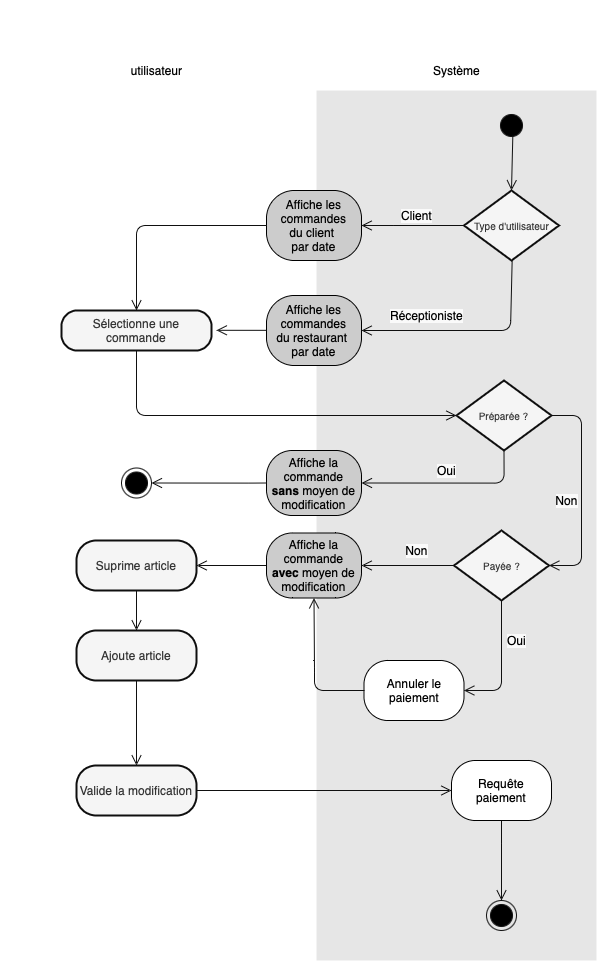 utilisateur
Système
Type d'utilisateur
Client
Affiche les
commandes
du client
par date
Réceptioniste
Affiche les
commandes
du restaurant
par date
Sélectionne une
commande
Préparée ?
Oui
Non
Affiche la
commande
sans moyen de
modification
Payée ?
Non
Oui
Affiche la
commande
avec moyen de
modification
Suprime article
Ajoute article
Annuler le
paiement
Valide la modification
Requête
paiement